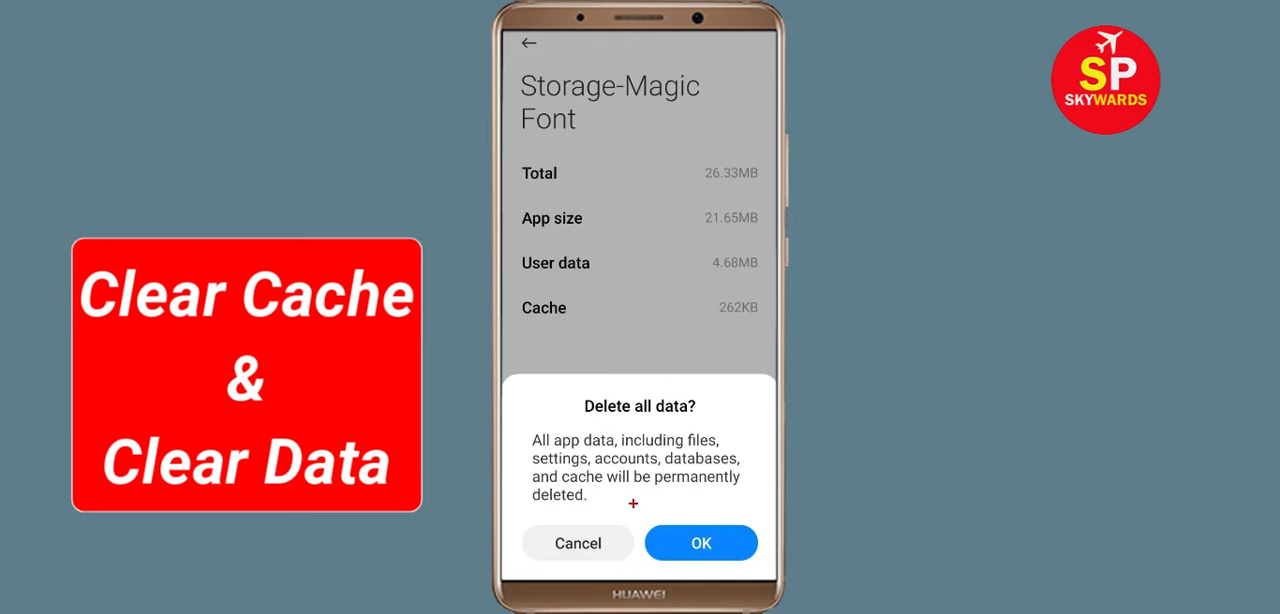 SP
SKYWARDS
Storage-Magic
Font
Total 26.33MB
App size 21.65MB
User data 4.68MB
Cache 262KB
Clear Cache
&
Clear Data
Delete all data?
All app data, including files,
settings, accounts, databases,
and cache will be permanently
deleted.
Cancel OK
HUAWEI